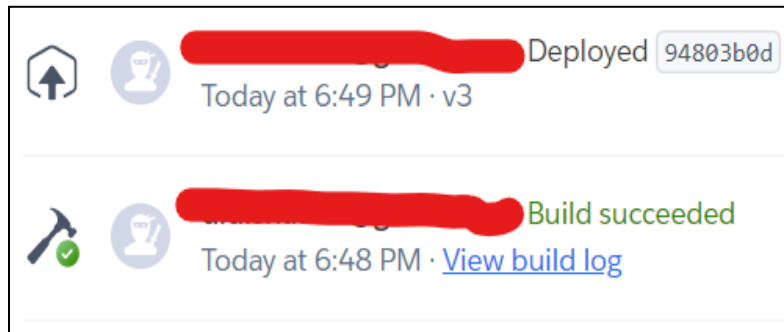 Deployed 94803b0d
Today at 6:49 PM · v3
Build succeeded
Today at 6:48 PM · View build log